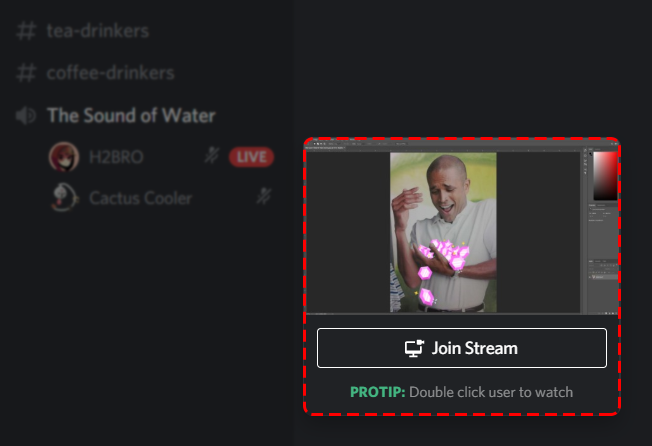 # tea-drinkers
# coffee-drinkers
The Sound of Water
H2BRO LIVE
Cactus Cooler
Join Stream
PROTIP: Double click user to watch